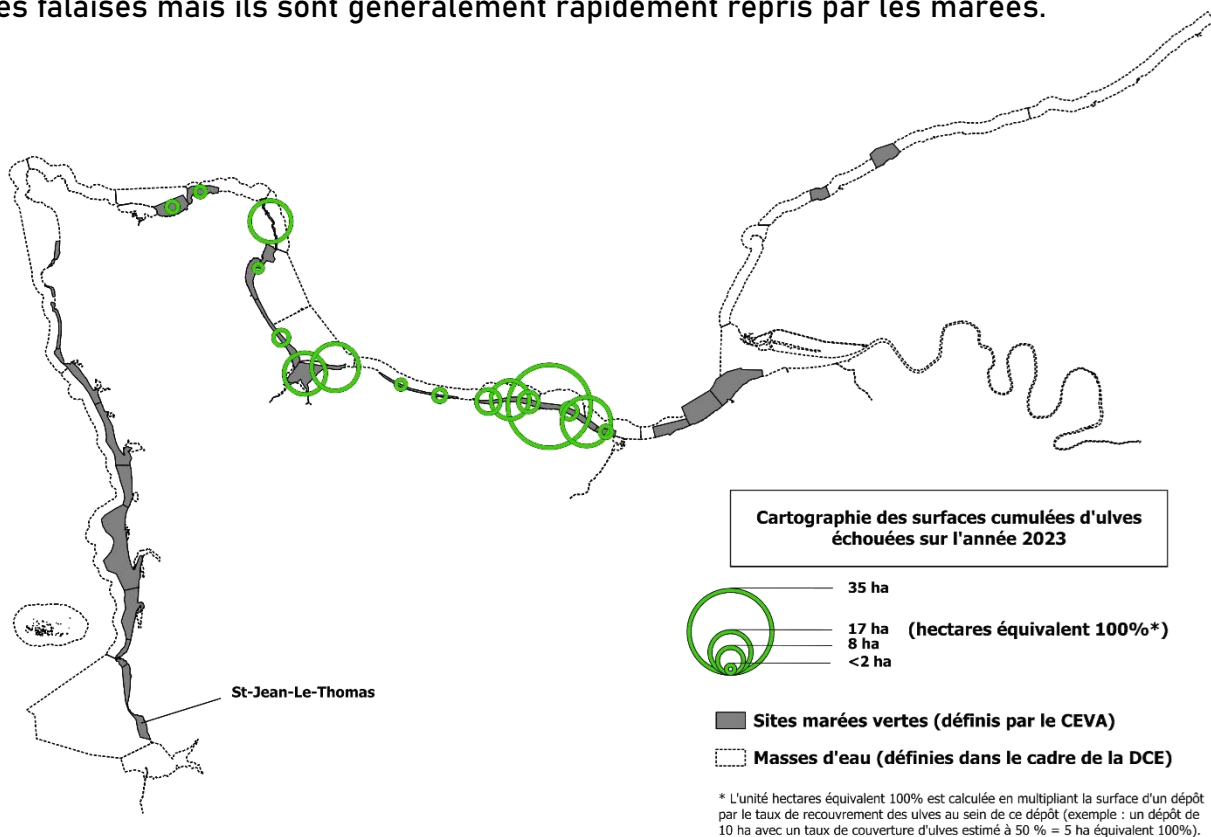 es falaises mais ils sont généralement rapidement repris par les marées.
St-Jean-Le-Thomas
Cartographie des surfaces cumulées d'ulves
échouées sur l'année 2023
35 ha
17 ha
(hectares équivalent 100%*)
8 ha
<2 ha
Sites marées vertes (définis par le CEVA)
Masses d'eau (définies dans le cadre de la DCE)
* L'unité hectares équivalent 100% est calculée en multipliant la surface d'un dépôt
par le taux de recouvrement des ulves au sein de ce dépôt (exemple : un dépôt de
10 ha avec un taux de couverture d'ulves estimé à 50 % = 5 ha équivalent 100%).